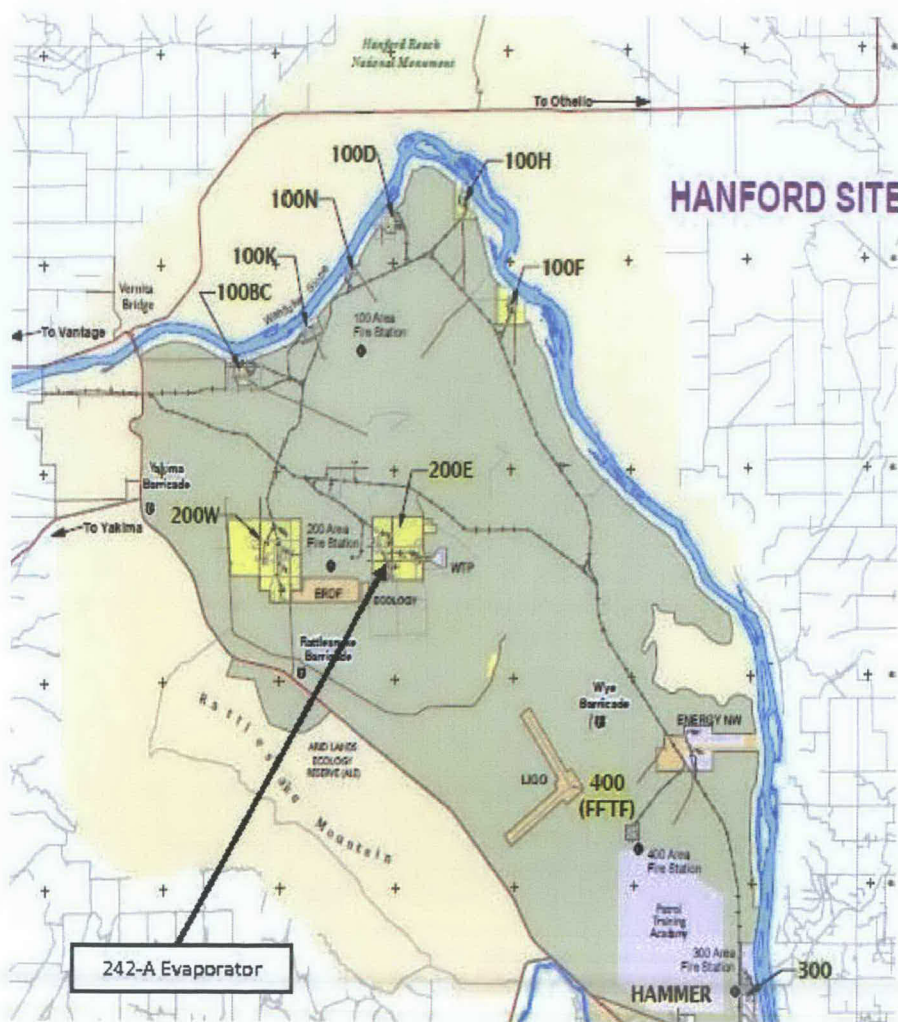 Hanford Reach
National Monument
To Othello
100D
100H
HANFORD SITE
100N
100K
100F
Vernita
Bridge
100BC
To Vantage
100 Area
Fire Station
Yakima
Barricade
200E
200W
To Yakima
200 Area
Fire Station
WTP
ERDF
ECOLOGY
Rattlesnake
Barricade
Wye
Barricade
ENERGY NW
Rattlesnake Mountain
ARID LANDS
ECOLOGY
RESERVE (ALE)
LIGO
400
(FFTF)
400 Area
Fire Station
Patrol
Training
Academy
242-A Evaporator
300 Area
Fire Station
300
HAMMER